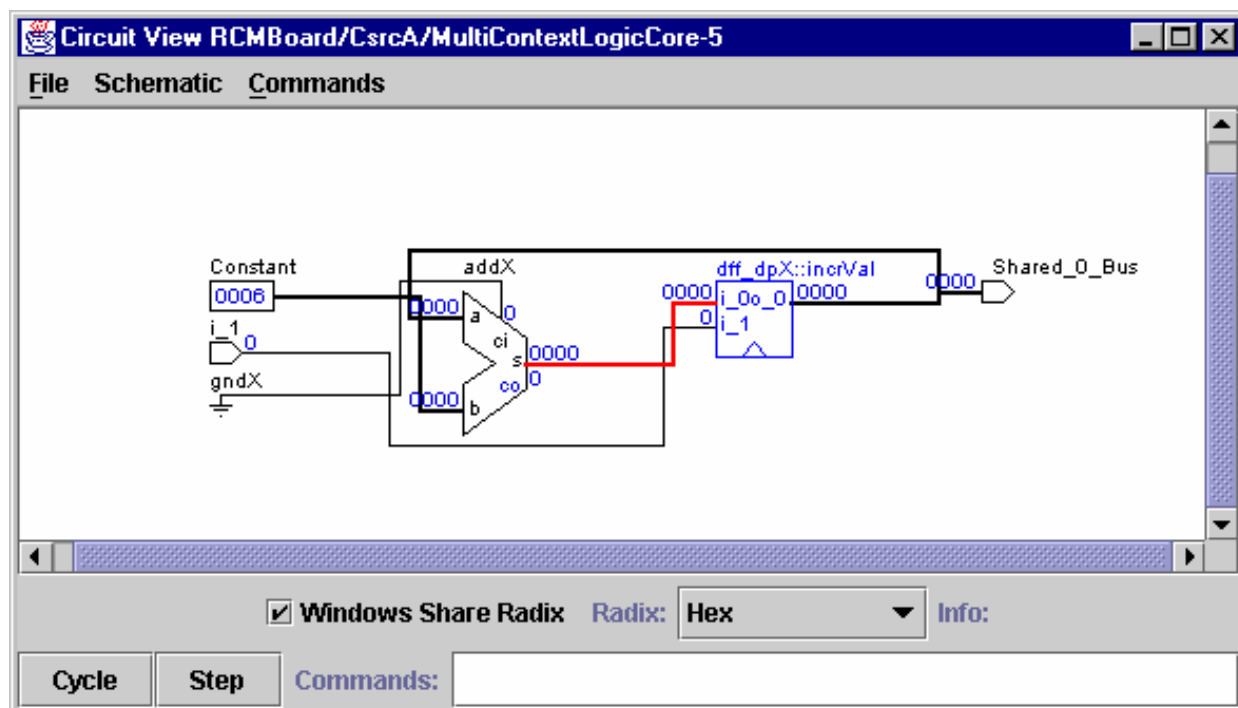 Circuit View RCMBoard/CsrcA/MultiContextLogicCore-5
File Schematic Commands
Constant addX dff_dpX::incrVal Shared_0_Bus
0006 0000 a 0 0000 i_0 o_0 0000 0000
i_1 0 ci 0 i_1
s 0000
gndX co 0
0000 b
Windows Share Radix Radix: Hex Info:
Cycle Step Commands: